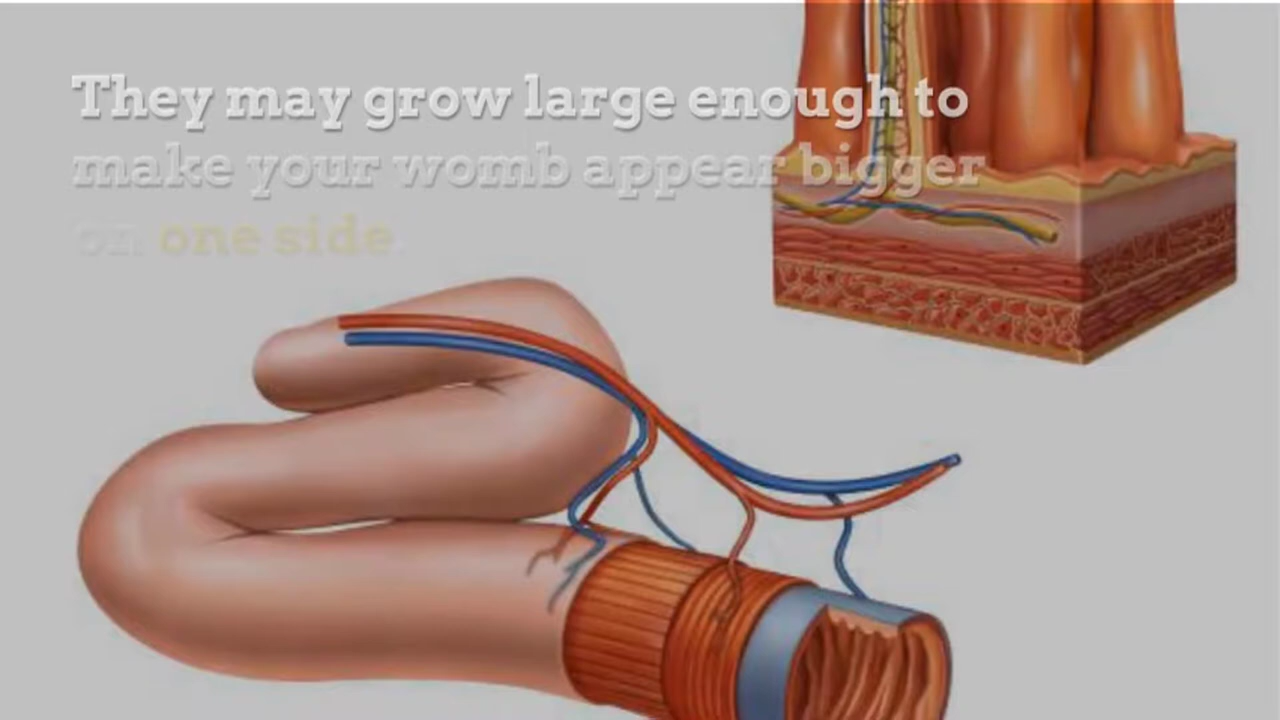 They may grow large enough to
make your womb appear bigger
on one side.